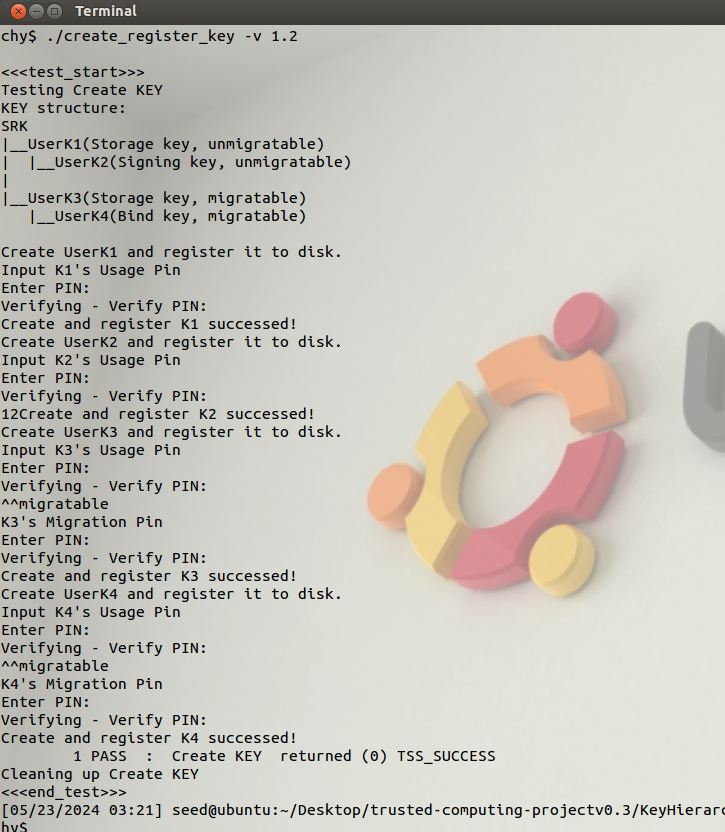 Terminal
chy$ ./create_register_key -v 1.2
<<<test_start>>>
Testing Create KEY
KEY structure:
SRK
|__UserK1(Storage key, unmigratable)
|  |__UserK2(Signing key, unmigratable)
|
|__UserK3(Storage key, migratable)
   |__UserK4(Bind key, migratable)
Create UserK1 and register it to disk.
Input K1's Usage Pin
Enter PIN:
Verifying - Verify PIN:
Create and register K1 successed!
Create UserK2 and register it to disk.
Input K2's Usage Pin
Enter PIN:
Verifying - Verify PIN:
12Create and register K2 successed!
Create UserK3 and register it to disk.
Input K3's Usage Pin
Enter PIN:
Verifying - Verify PIN:
^^migratable
K3's Migration Pin
Enter PIN:
Verifying - Verify PIN:
Create and register K3 successed!
Create UserK4 and register it to disk.
Input K4's Usage Pin
Enter PIN:
Verifying - Verify PIN:
^^migratable
K4's Migration Pin
Enter PIN:
Verifying - Verify PIN:
Create and register K4 successed!
        1 PASS  :  Create KEY  returned (0) TSS_SUCCESS
Cleaning up Create KEY
<<<end_test>>>
[05/23/2024 03:21] seed@ubuntu:~/Desktop/trusted-computing-projectv0.3/KeyHierarc
hy$